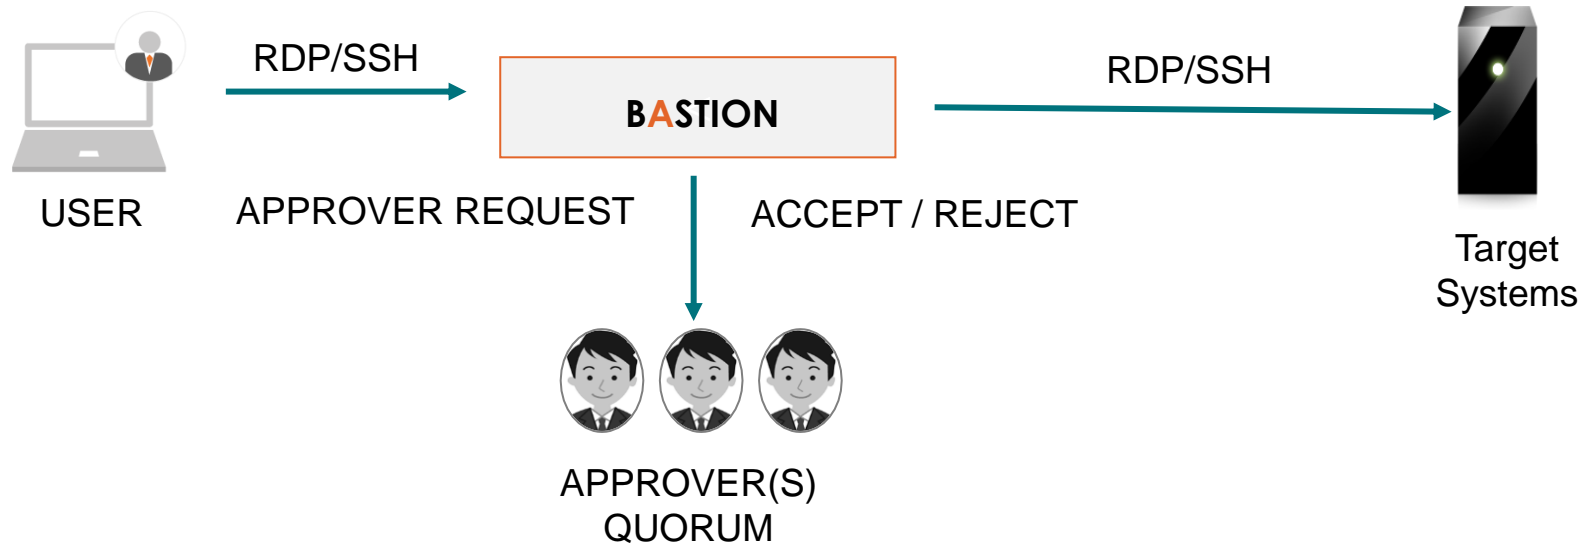 RDP/SSH
BASTION
RDP/SSH
USER
APPROVER REQUEST
ACCEPT / REJECT
Target
Systems
APPROVER(S)
QUORUM